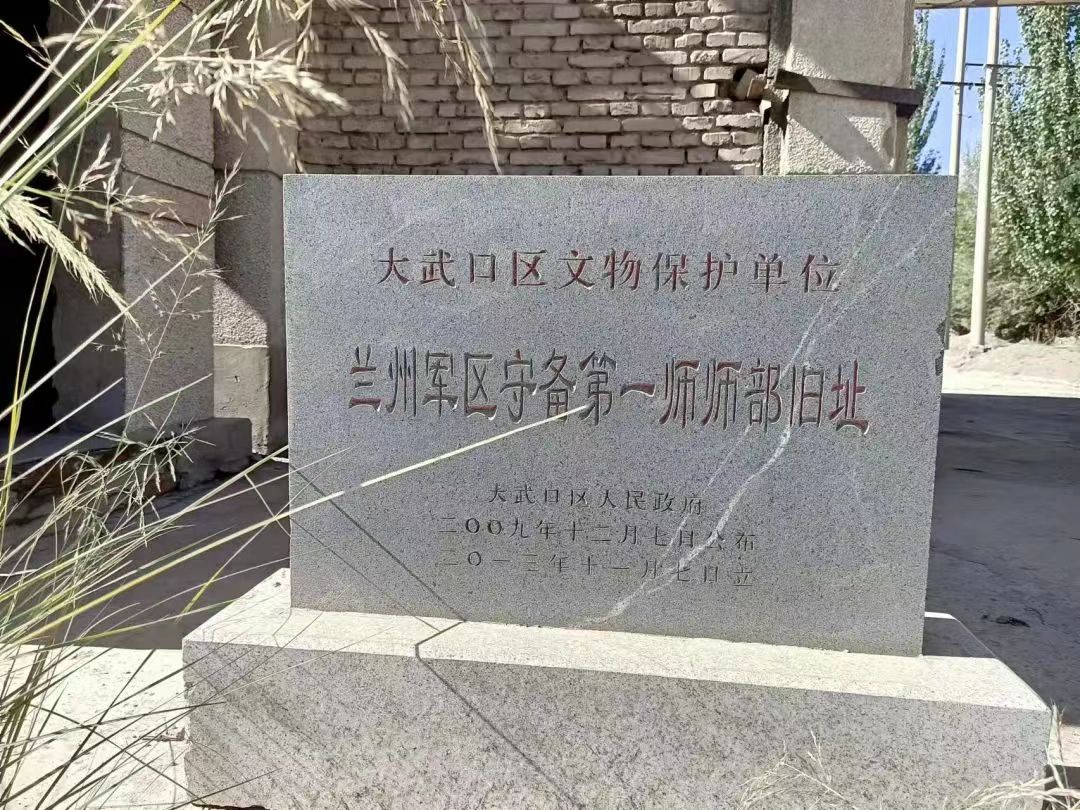 大武口区文物保护单位
兰州军区守备第一师师部旧址
大武口区人民政府
二〇〇九年十二月七日公布
二〇一三年十一月七日立